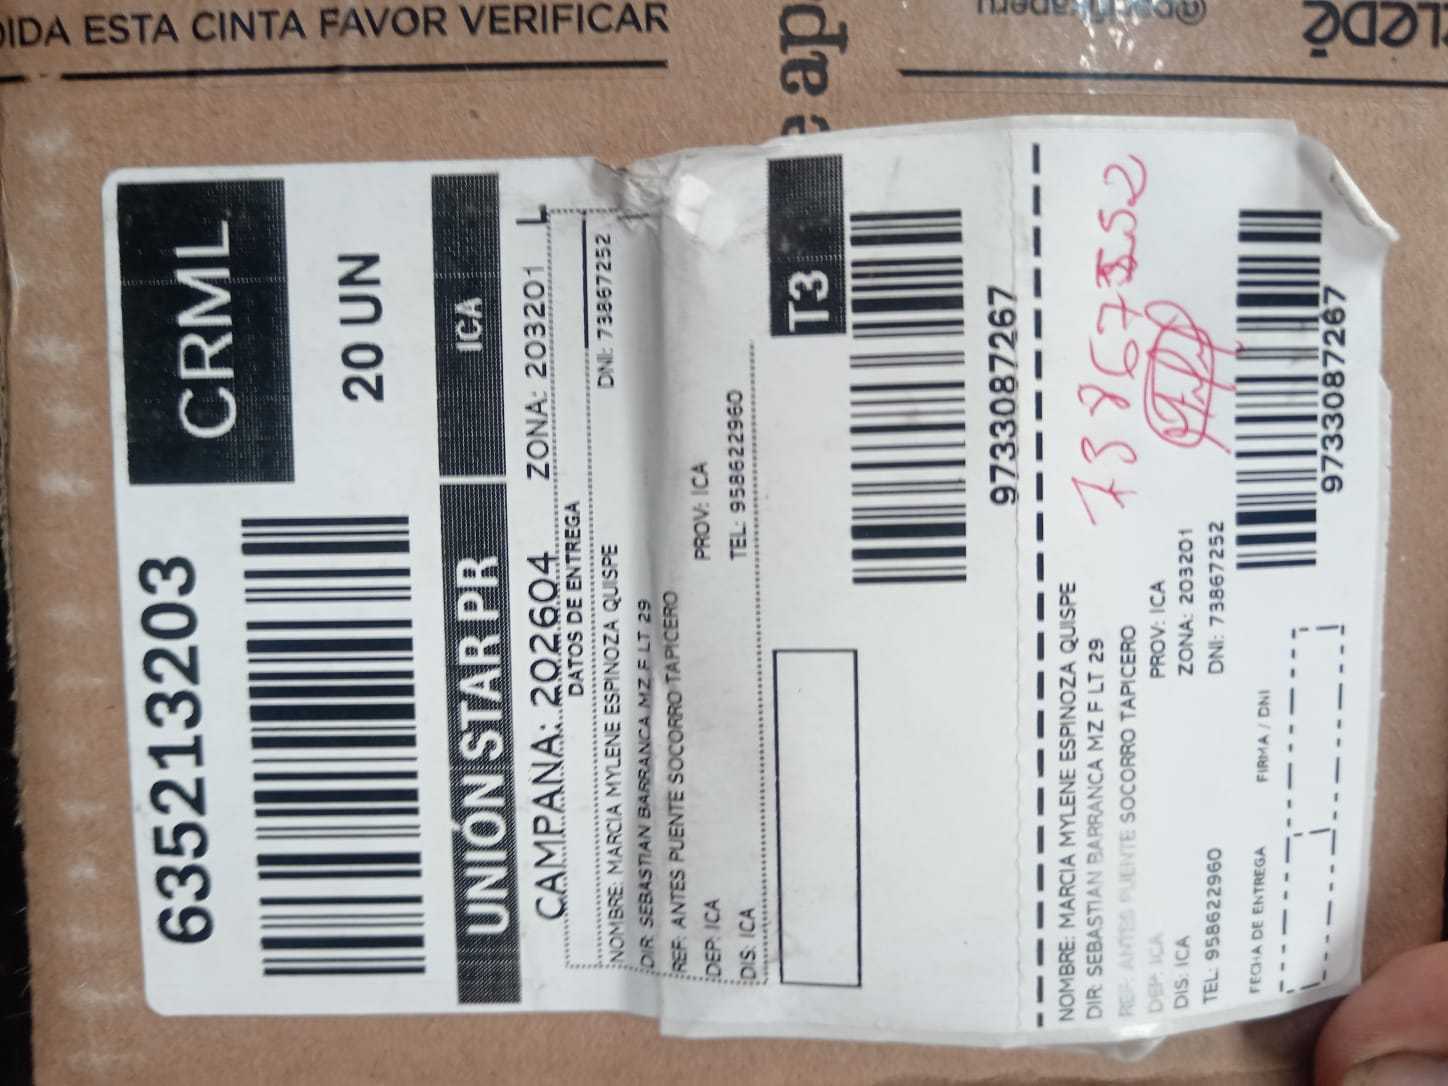 DIDA ESTA CINTA FAVOR VERIFICAR
e ap
@pachikaperu
6352132203
CRML
20 UN
UNIÓN STAR PR ICA
CAMPAÑA: 202604 ZONA: 203201 L
DATOS DE ENTREGA
NOMBRE: MARCIA MYLENE ESPINOZA QUISPE DNI: 73867252
DIR: SEBASTIAN BARRANCA MZ F LT 29
REF: ANTES PUENTE SOCORRO TAPICERO
DEP: ICA PROV: ICA
DIS: ICA TEL: 958622960
T3
9733087267
NOMBRE: MARCIA MYLENE ESPINOZA QUISPE
DIR: SEBASTIAN BARRANCA MZ F LT 29
REF: ANTES PUENTE SOCORRO TAPICERO
DEP: ICA PROV: ICA
DIS: ICA ZONA: 203201
TEL: 958622960 DNI: 73867252
FECHA DE ENTREGA FIRMA / DNI
9733087267